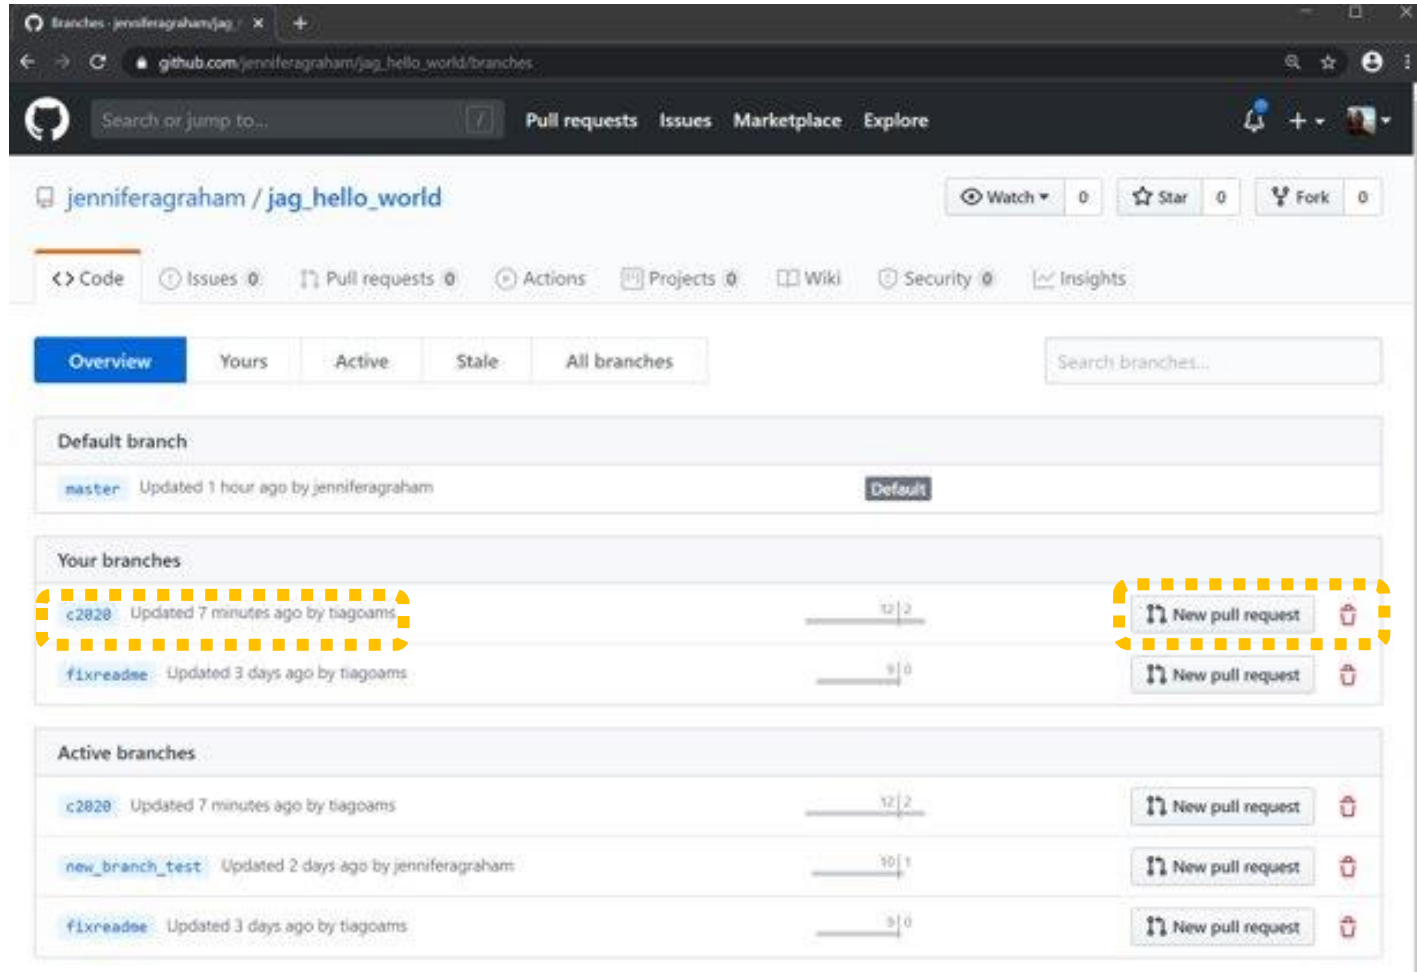 Branches · jenniferagraham/jag_
github.com/jenniferagraham/jag_hello_world/branches
Search or jump to... / Pull requests Issues Marketplace Explore
jenniferagraham / jag_hello_world Watch 0 Star 0 Fork 0
Code Issues 0 Pull requests 0 Actions Projects 0 Wiki Security 0 Insights
Overview Yours Active Stale All branches Search branches...
Default branch
master Updated 1 hour ago by jenniferagraham Default
Your branches
c2020 Updated 7 minutes ago by tiagoams 12 2 New pull request
fixreadme Updated 3 days ago by tiagoams 9 0 New pull request
Active branches
c2020 Updated 7 minutes ago by tiagoams 12 2 New pull request
new_branch_test Updated 2 days ago by jenniferagraham 10 1 New pull request
fixreadme Updated 3 days ago by tiagoams 9 0 New pull request